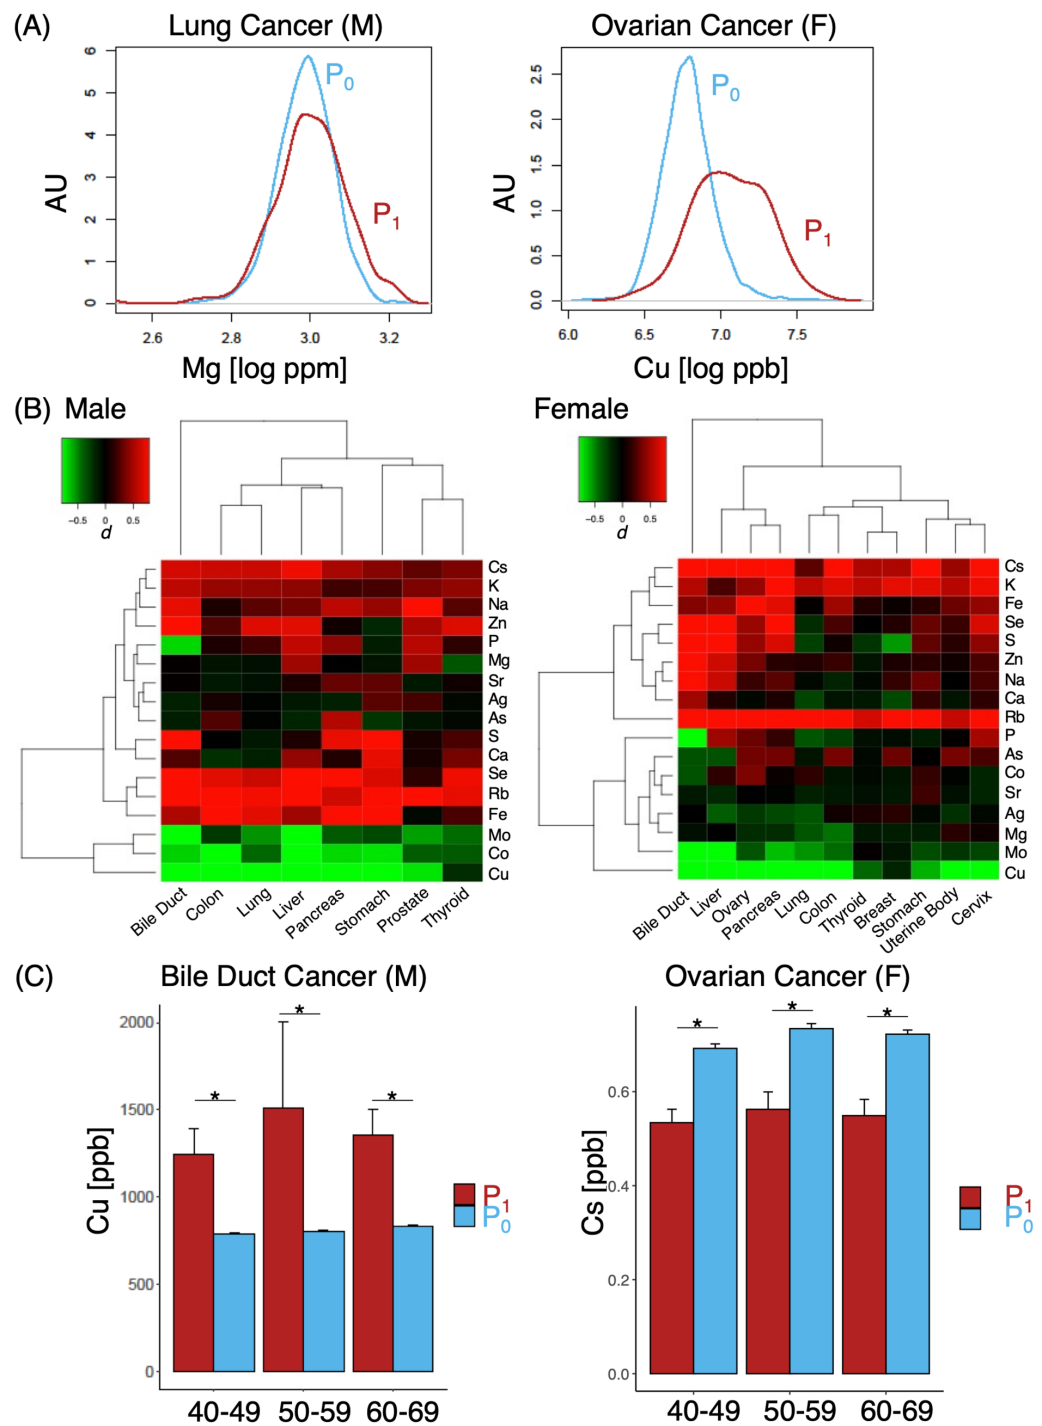 (A) Lung Cancer (M) Ovarian Cancer (F)
6
5
4
3
2
1
0
AU
P0
P1
2.6 2.8 3.0 3.2
Mg [log ppm]
2.5
2.0
1.5
1.0
0.5
0.0
AU
P0
P1
6.0 6.5 7.0 7.5
Cu [log ppb]
(B) Male
−0.5 0 0.5
d
Cs
K
Na
Zn
P
Mg
Sr
Ag
As
S
Ca
Se
Rb
Fe
Mo
Co
Cu
Bile Duct Colon Lung Liver Pancreas Stomach Prostate Thyroid
Female
−0.5 0 0.5
d
Cs
K
Fe
Se
S
Zn
Na
Ca
Rb
P
As
Co
Sr
Ag
Mg
Mo
Cu
Bile Duct Liver Ovary Pancreas Lung Colon Thyroid Breast Stomach Uterine Body Cervix
(C) Bile Duct Cancer (M) Ovarian Cancer (F)
2000
1500
1000
500
0
Cu [ppb]
* * *
P1
P0
40-49 50-59 60-69
0.6
0.4
0.2
0.0
Cs [ppb]
* * *
P1
P0
40-49 50-59 60-69